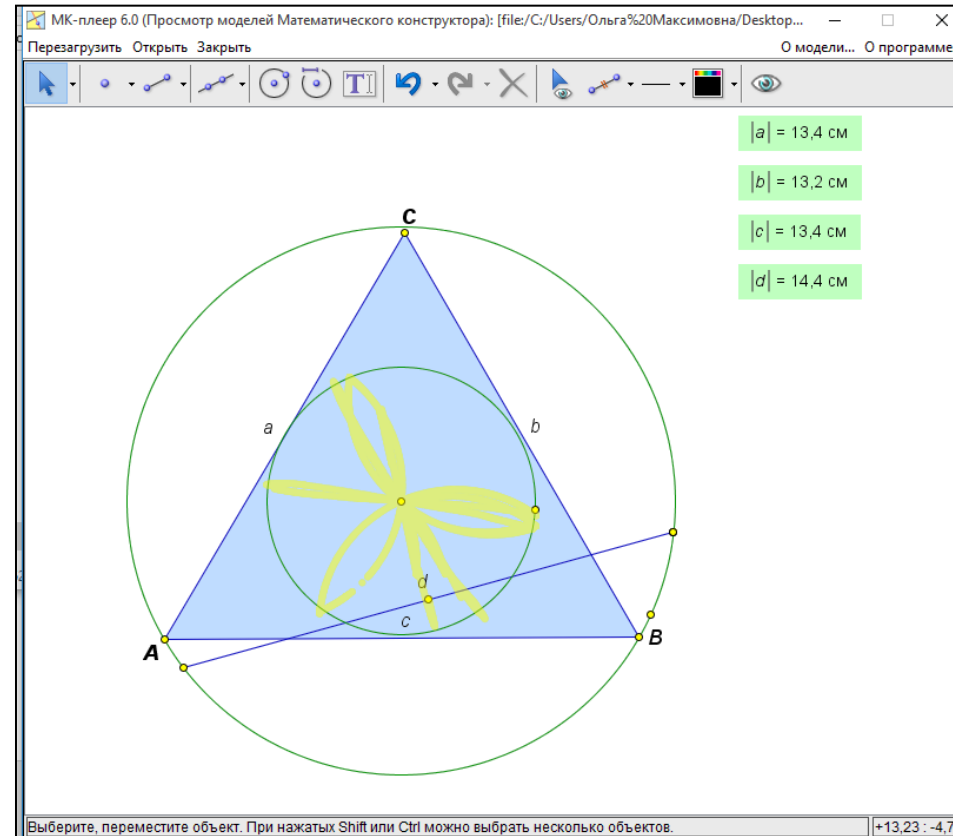 МК-плеер 6.0 (Просмотр моделей Математического конструктора): [file:/C:/Users/Ольга%20Максимовна/Desktop...
Перезагрузить Открыть Закрыть О модели... О программе
T
|a| = 13,4 см
|b| = 13,2 см
|c| = 13,4 см
|d| = 14,4 см
C
a
b
d
c
A
B
Выберите, переместите объект. При нажатых Shift или Ctrl можно выбрать несколько объектов. +13,23 : -4,7